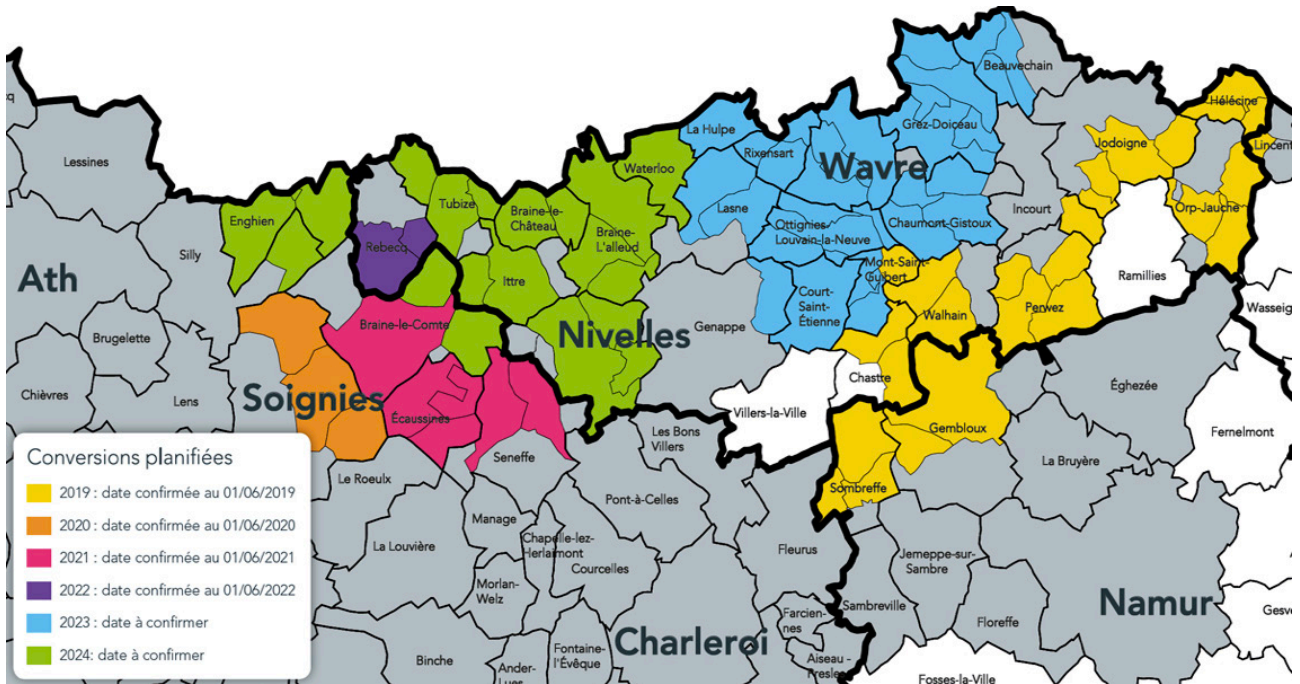 Beauvechain
Hélécine
La Hulpe
Grez-Doiceau
Lessines
Waterloo
Rixensart
Wavre
Jodoigne
Lincent
Tubize
Enghien
Braine-le-
Château
Lasne
Incourt
Orp-Jauche
Rebecq
Braine-
L'alleud
Ottignies-
Louvain-la-Neuve
Chaumont-Gistoux
Silly
Mont-Saint-
Guibert
Ath
Ittre
Ramillies
Court-
Saint-
Étienne
Perwez
Walhain
Wasseig
Braine-le-Comte
Nivelles
Genappe
Brugelette
Chastre
Éghezée
Chièvres
Lens
Soignies
Écaussines
Villers-la-Ville
Gembloux
Fernelmont
Les Bons
Villers
Seneffe
La Bruyère
Le Roeulx
Sombreffe
Pont-à-Celles
Manage
La Louvière
Chapelle-lez-
Herlaimont
Courcelles
Fleurus
Jemeppe-sur-
Sambre
Morlan-
Welz
Farcien-
nes
Sambreville
Namur
Floreffe
Gesv
Charleroi
Binche
Fontaine-
l'Évêque
Ander-
Lues
Aiseau -
Presles
Fosses-la-Ville
Conversions planifiées
2019 : date confirmée au 01/06/2019
2020 : date confirmée au 01/06/2020
2021 : date confirmée au 01/06/2021
2022 : date confirmée au 01/06/2022
2023 : date à confirmer
2024: date à confirmer